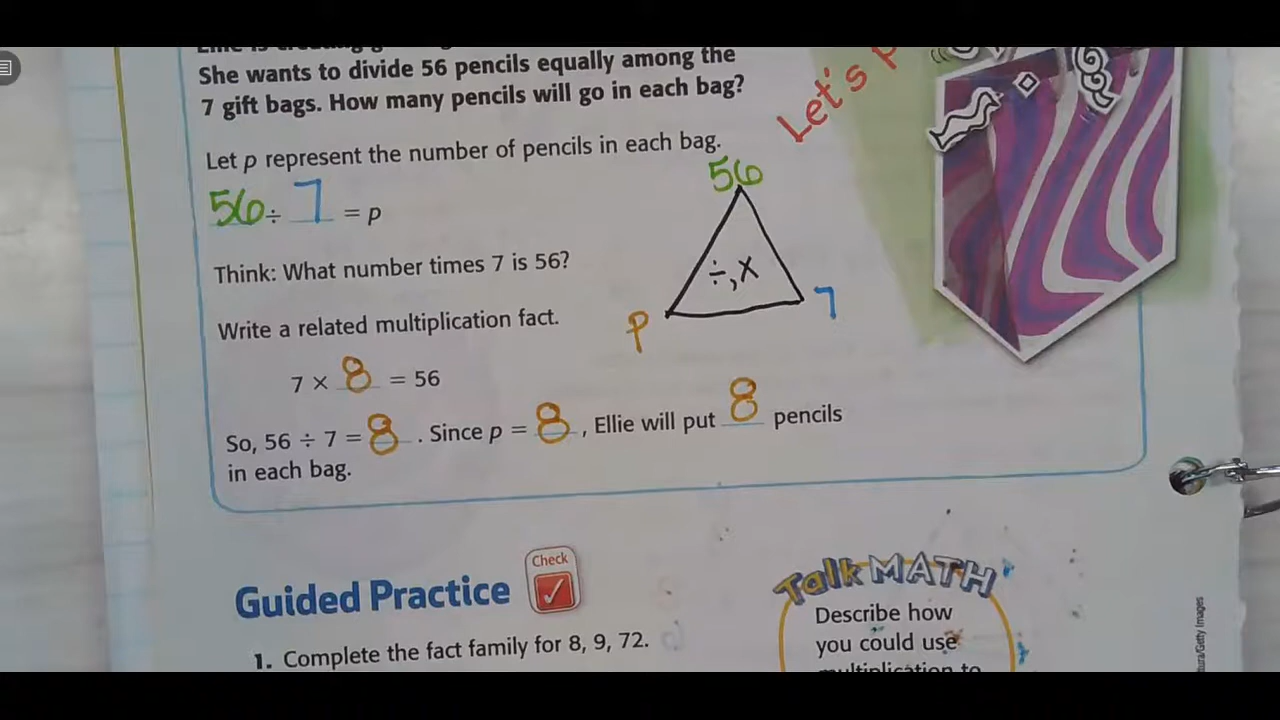 She wants to divide 56 pencils equally among the
7 gift bags. How many pencils will go in each bag?
Let's
Let p represent the number of pencils in each bag.
56 ÷ 7 = p
56
÷, x
p
7
Think: What number times 7 is 56?
Write a related multiplication fact.
7 × 8 = 56
So, 56 ÷ 7 = 8 . Since p = 8 , Ellie will put 8 pencils
in each bag.
Guided Practice
Check
1. Complete the fact family for 8, 9, 72.
Talk MATH
Describe how
you could use
multiplication to
/Getty Images